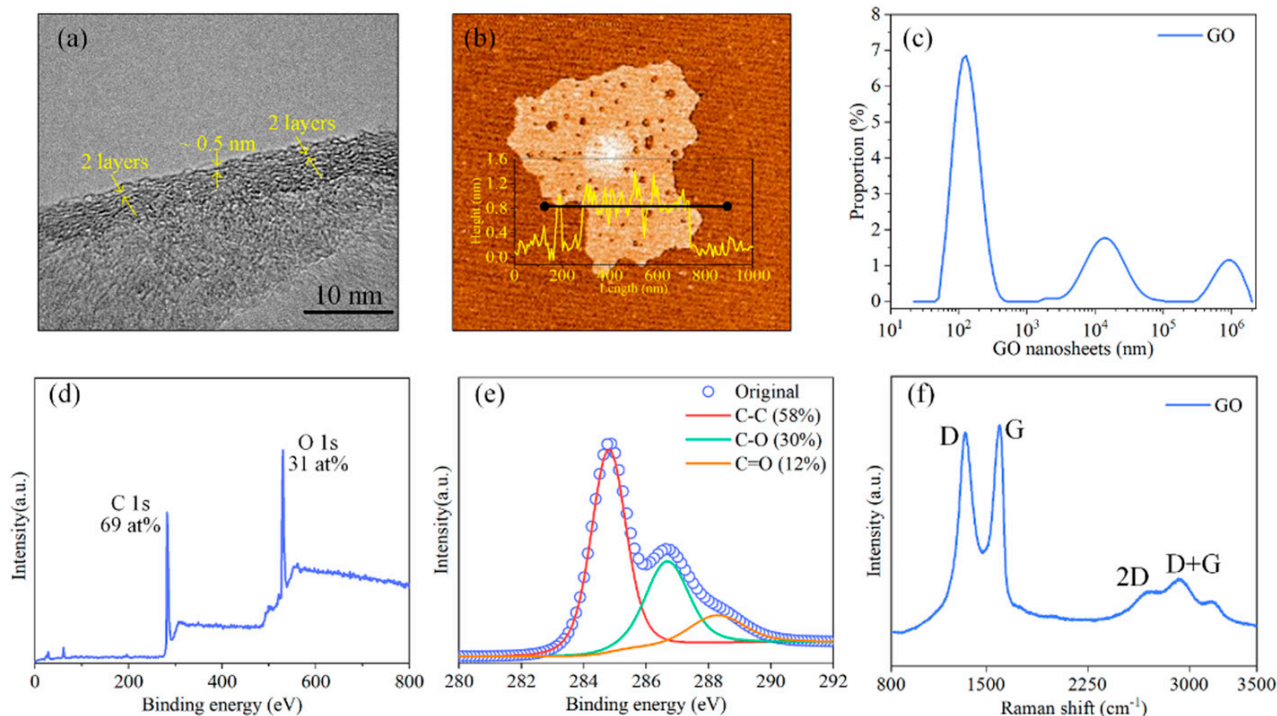 (a)
2 layers
~ 0.5 nm
2 layers
10 nm
(b)
1.6
1.2
0.8
0.4
0.0
Height (nm)
0
200
400
600
800
1000
Length (nm)
(c)
GO
8
7
6
5
4
3
2
1
0
Proportion (%)
10¹
10²
10³
10⁴
10⁵
10⁶
GO nanosheets (nm)
(d)
O 1s
31 at%
C 1s
69 at%
Intensity(a.u.)
0
200
400
600
800
Binding energy (eV)
(e)
Original
C-C (58%)
C-O (30%)
C=O (12%)
Intensity(a.u.)
280
282
284
286
288
290
292
Binding energy (eV)
(f)
GO
D
G
2D
D+G
Intensity (a.u.)
800
1500
2250
3000
3500
Raman shift (cm⁻¹)